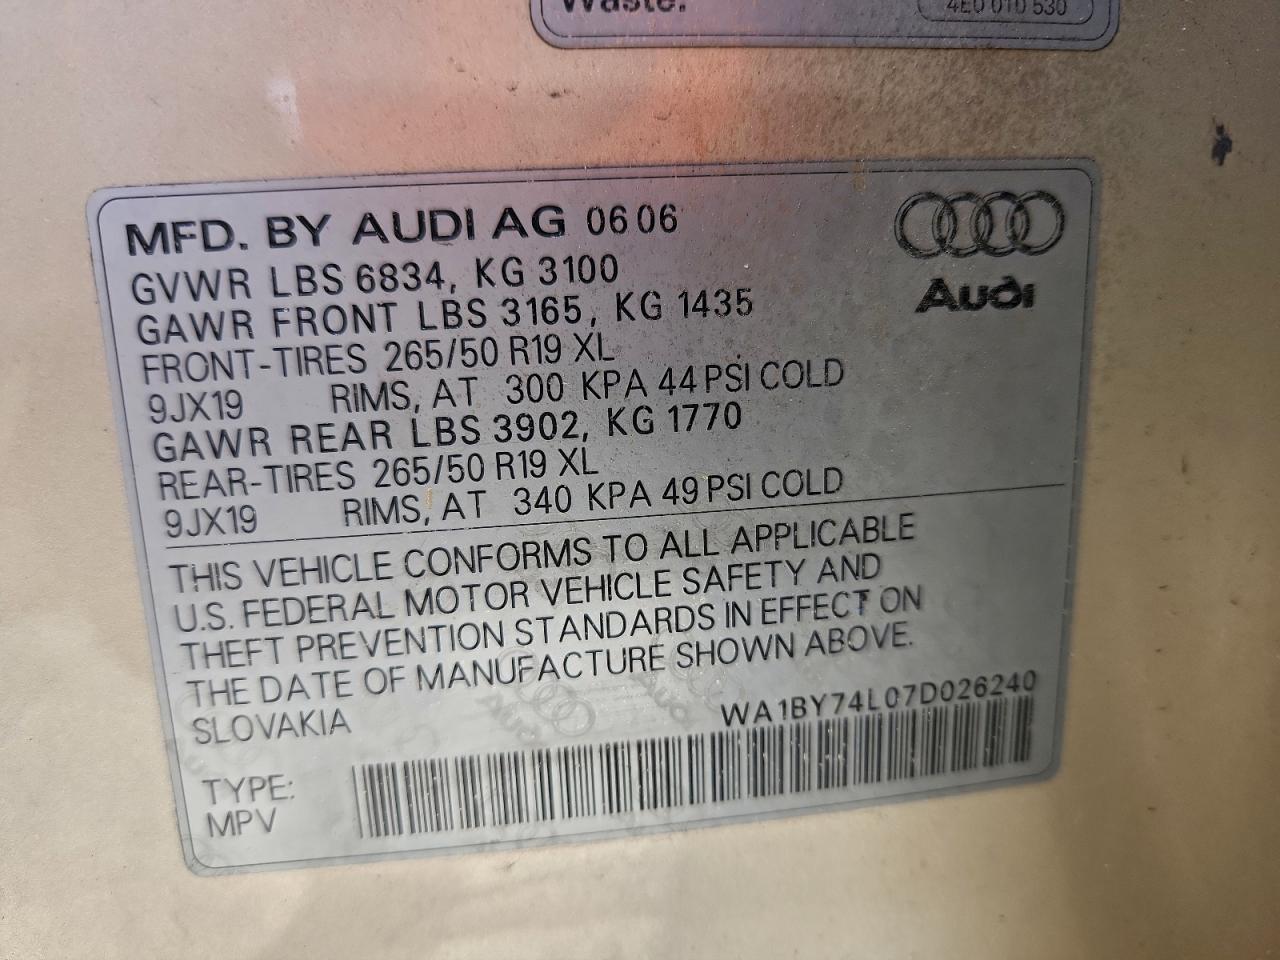 Waste.
4E0 010 530
MFD. BY AUDI AG 06 06
Audi
GVWR LBS 6834, KG 3100
GAWR FRONT LBS 3165, KG 1435
FRONT-TIRES 265/50 R19 XL
9JX19 RIMS, AT 300 KPA 44 PSI COLD
GAWR REAR LBS 3902, KG 1770
REAR-TIRES 265/50 R19 XL
9JX19 RIMS, AT 340 KPA 49 PSI COLD
THIS VEHICLE CONFORMS TO ALL APPLICABLE
U.S. FEDERAL MOTOR VEHICLE SAFETY AND
THEFT PREVENTION STANDARDS IN EFFECT ON
THE DATE OF MANUFACTURE SHOWN ABOVE.
SLOVAKIA WA1BY74L07D026240
TYPE:
MPV